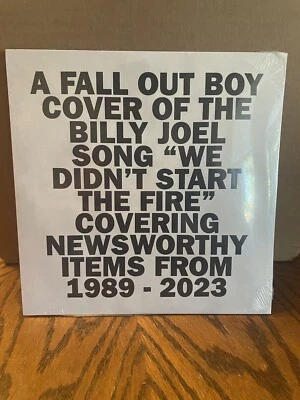 A FALL OUT BOY
COVER OF THE
BILLY JOEL
SONG “WE
DIDN’T START
THE FIRE”
COVERING
NEWSWORTHY
ITEMS FROM
1989 - 2023